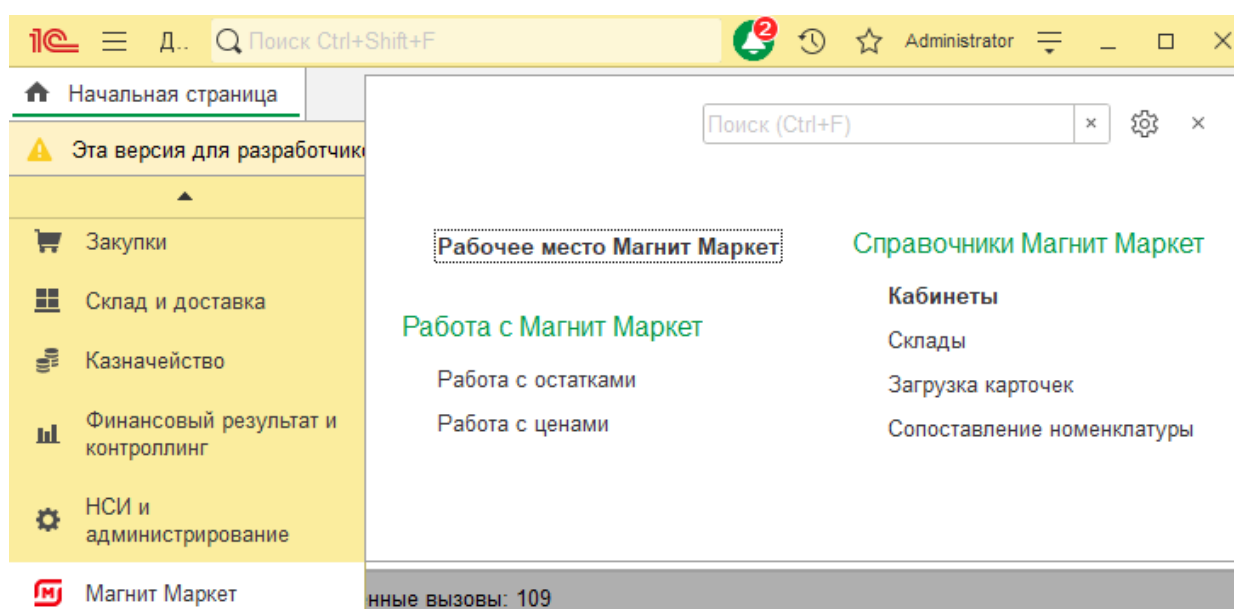 1С Д.. Поиск Ctrl+Shift+F 2 Administrator
Начальная страница
Поиск (Ctrl+F)
Эта версия для разработчик
Закупки
Склад и доставка
Казначейство
Финансовый результат и
контроллинг
НСИ и
администрирование
Магнит Маркет
Рабочее место Магнит Маркет
Работа с Магнит Маркет
Работа с остатками
Работа с ценами
Справочники Магнит Маркет
Кабинеты
Склады
Загрузка карточек
Сопоставление номенклатуры
нные вызовы: 109